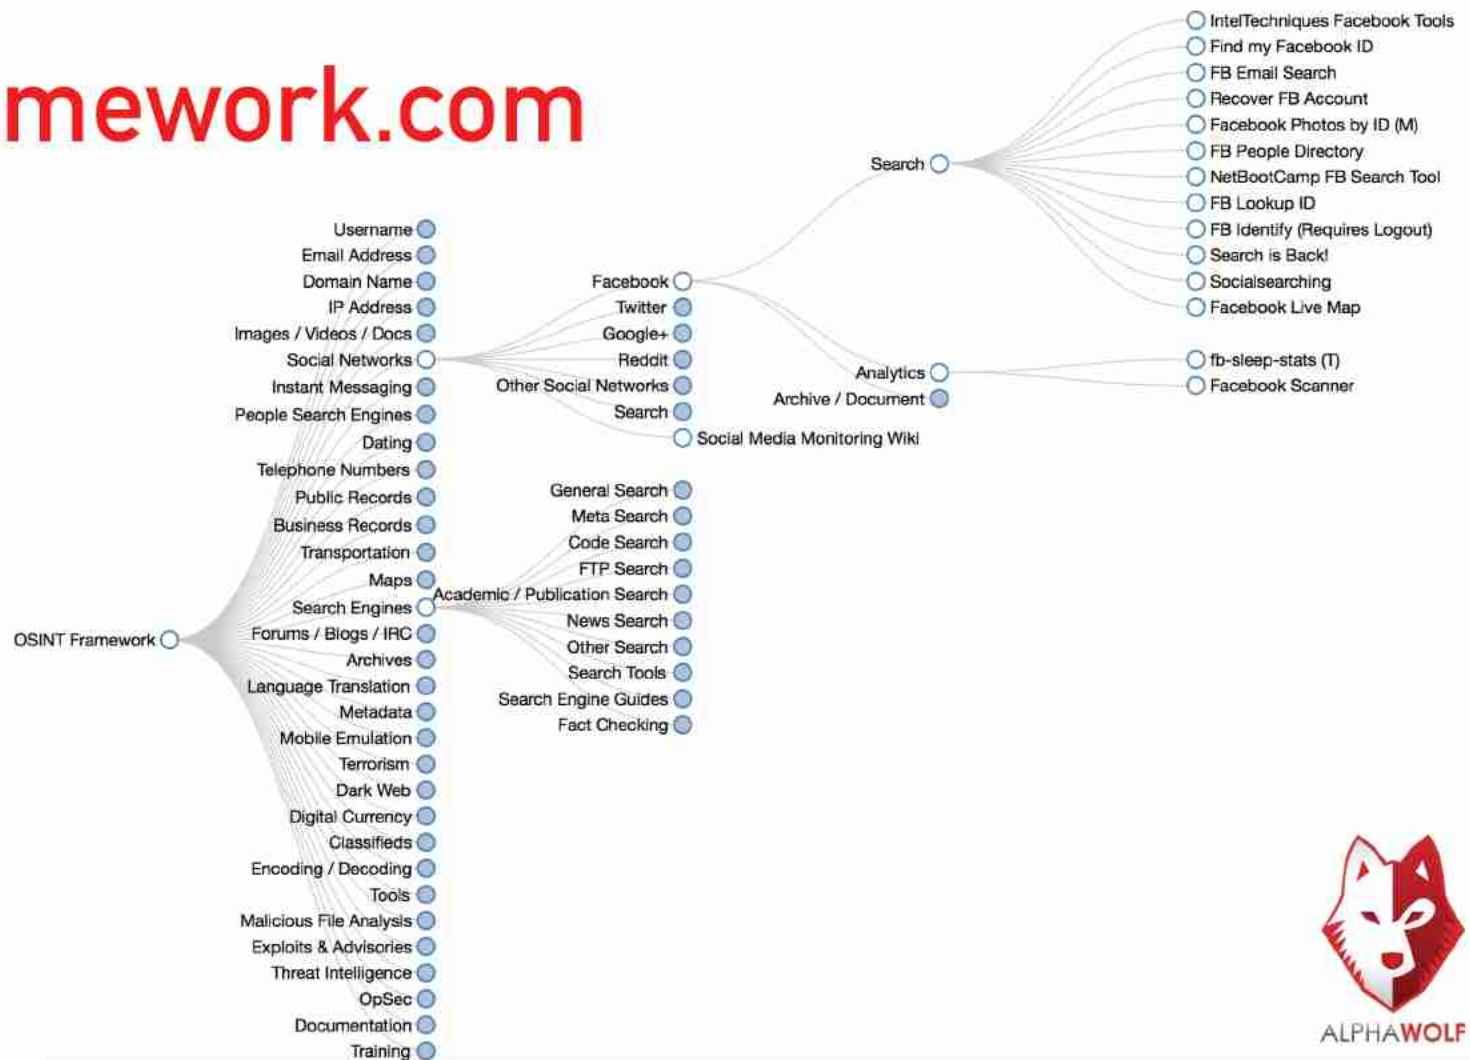 mework.com
OSINT Framework
Username
Email Address
Domain Name
IP Address
Images / Videos / Docs
Social Networks
Instant Messaging
People Search Engines
Dating
Telephone Numbers
Public Records
Business Records
Transportation
Maps
Search Engines
Forums / Blogs / IRC
Archives
Language Translation
Metadata
Mobile Emulation
Terrorism
Dark Web
Digital Currency
Classifieds
Encoding / Decoding
Tools
Malicious File Analysis
Exploits & Advisories
Threat Intelligence
OpSec
Documentation
Training
Facebook
Twitter
Google+
Reddit
Other Social Networks
Search
Social Media Monitoring Wiki
General Search
Meta Search
Code Search
FTP Search
Academic / Publication Search
News Search
Other Search
Search Tools
Search Engine Guides
Fact Checking
Search
Analytics
Archive / Document
IntelTechniques Facebook Tools
Find my Facebook ID
FB Email Search
Recover FB Account
Facebook Photos by ID (M)
FB People Directory
NetBootCamp FB Search Tool
FB Lookup ID
FB Identify (Requires Logout)
Search is Back!
Socialsearching
Facebook Live Map
fb-sleep-stats (T)
Facebook Scanner
ALPHAWOLF